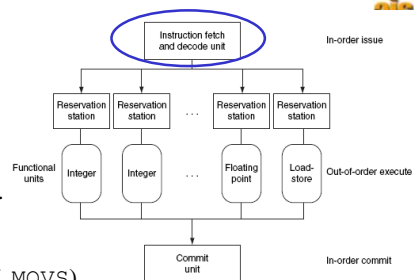 Instruction fetch
and decode unit
In-order issue
Reservation
station
Reservation
station
...
Reservation
station
Reservation
station
Functional
units
Integer
Integer
...
Floating
point
Load-
store
Out-of-order execute
Commit
unit
In-order commit
MOVS)